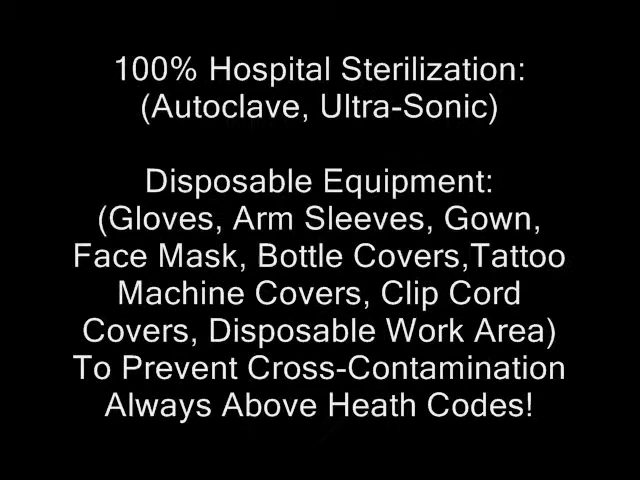 100% Hospital Sterilization:
(Autoclave, Ultra-Sonic)
Disposable Equipment:
(Gloves, Arm Sleeves, Gown,
Face Mask, Bottle Covers,Tattoo
Machine Covers, Clip Cord
Covers, Disposable Work Area)
To Prevent Cross-Contamination
Always Above Heath Codes!